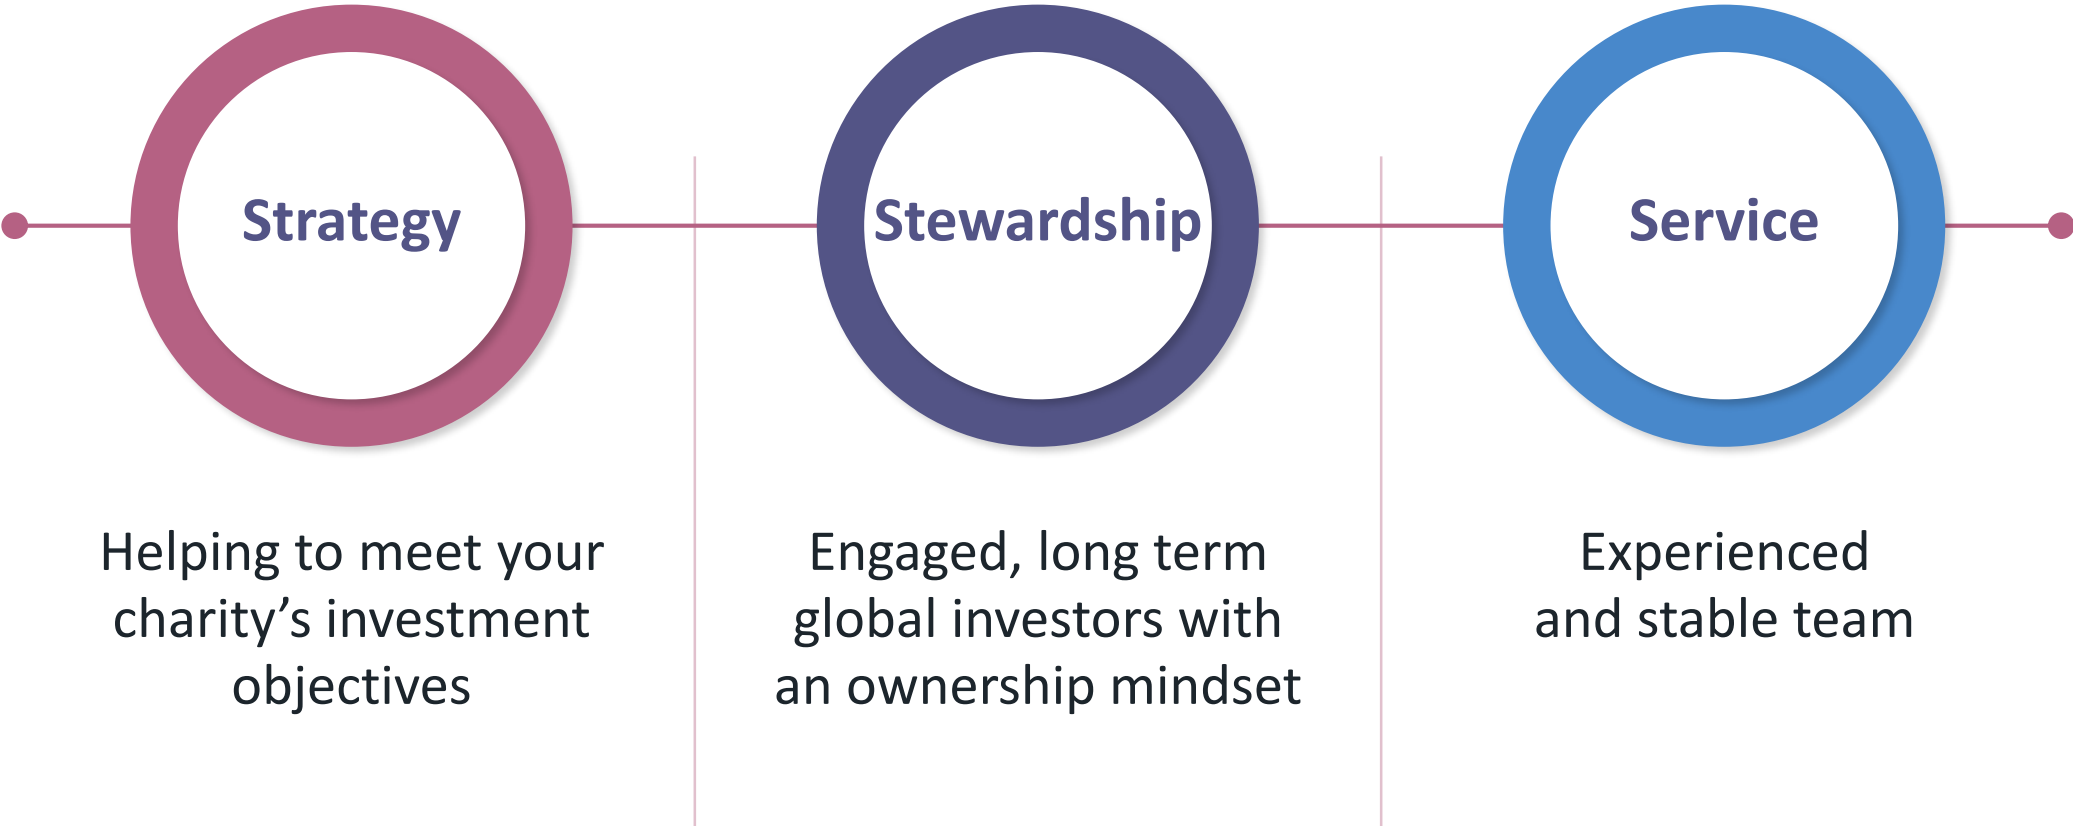 Strategy
Helping to meet your
charity’s investment
objectives
Stewardship
Engaged, long term
global investors with
an ownership mindset
Service
Experienced
and stable team